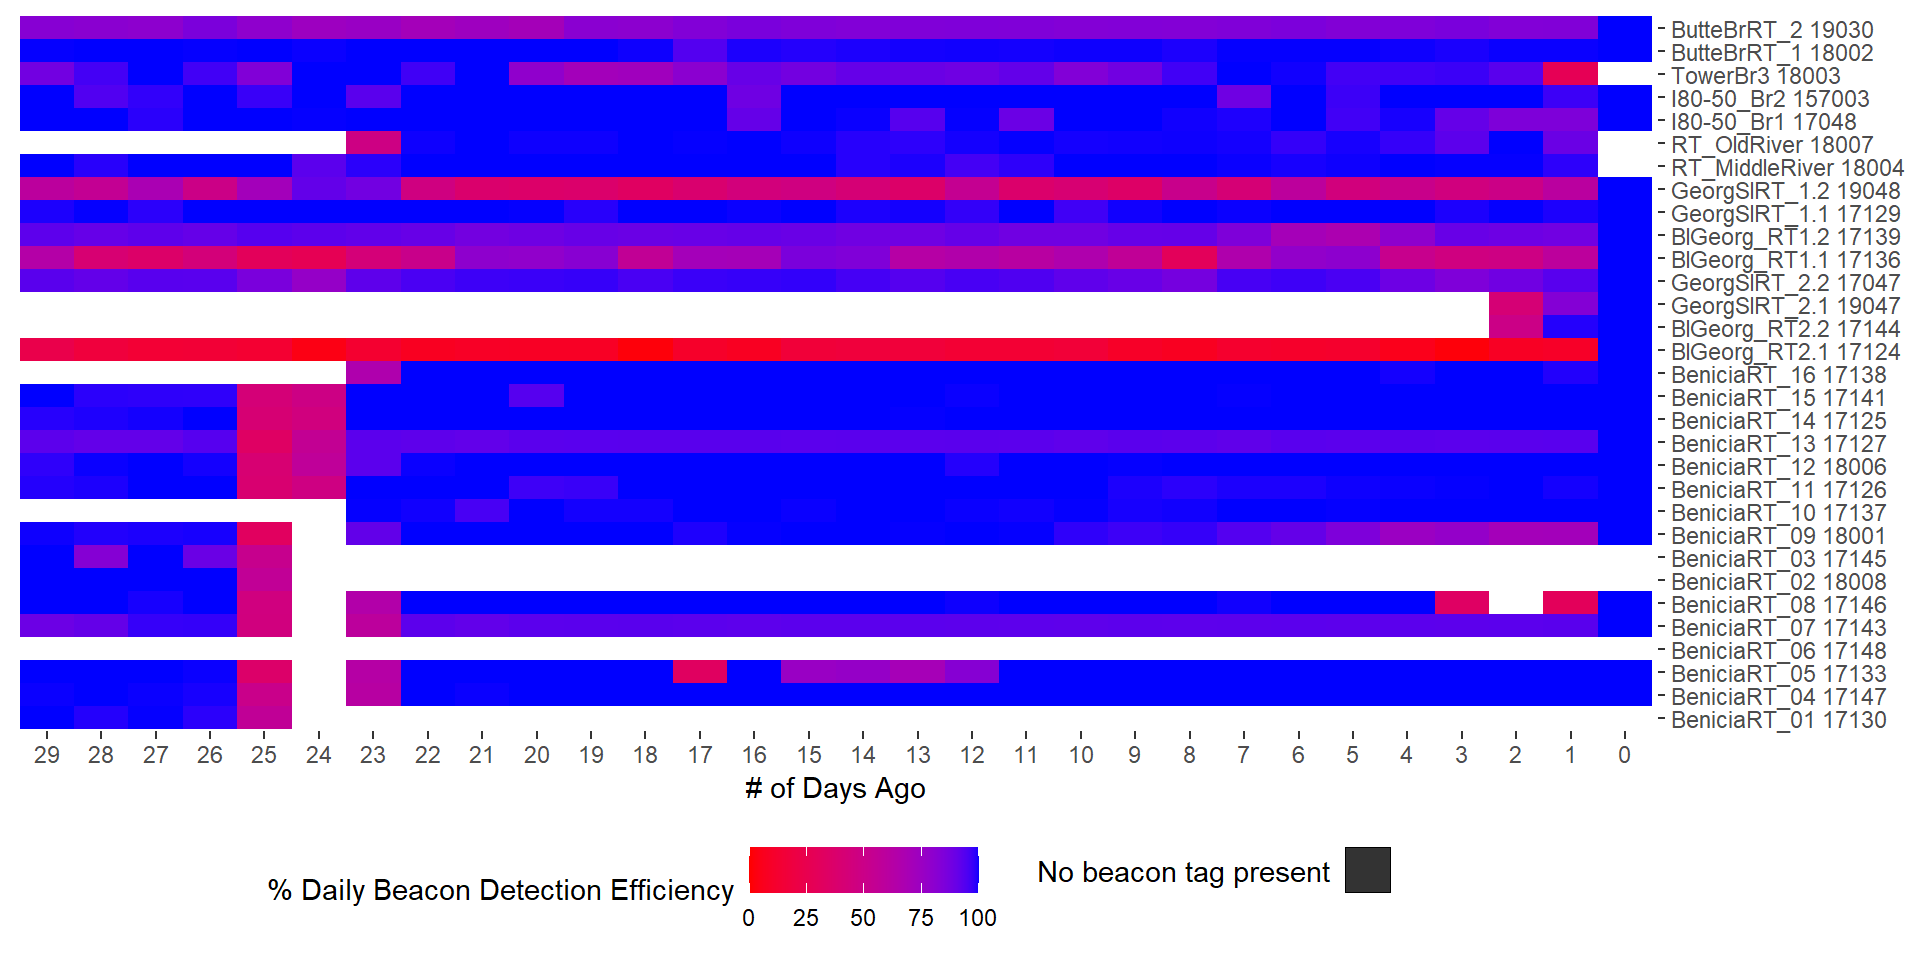 ButteBrRT_2 19030
ButteBrRT_1 18002
TowerBr3 18003
I80-50_Br2 157003
I80-50_Br1 17048
RT_OldRiver 18007
RT_MiddleRiver 18004
GeorgSlRT_1.2 19048
GeorgSlRT_1.1 17129
BlGeorg_RT1.2 17139
BlGeorg_RT1.1 17136
GeorgSlRT_2.2 17047
GeorgSlRT_2.1 19047
BlGeorg_RT2.2 17144
BlGeorg_RT2.1 17124
BeniciaRT_16 17138
BeniciaRT_15 17141
BeniciaRT_14 17125
BeniciaRT_13 17127
BeniciaRT_12 18006
BeniciaRT_11 17126
BeniciaRT_10 17137
BeniciaRT_09 18001
BeniciaRT_03 17145
BeniciaRT_02 18008
BeniciaRT_08 17146
BeniciaRT_07 17143
BeniciaRT_06 17148
BeniciaRT_05 17133
BeniciaRT_04 17147
BeniciaRT_01 17130
29 28 27 26 25 24 23 22 21 20 19 18 17 16 15 14 13 12 11 10 9 8 7 6 5 4 3 2 1 0
# of Days Ago
% Daily Beacon Detection Efficiency
0 25 50 75 100
No beacon tag present